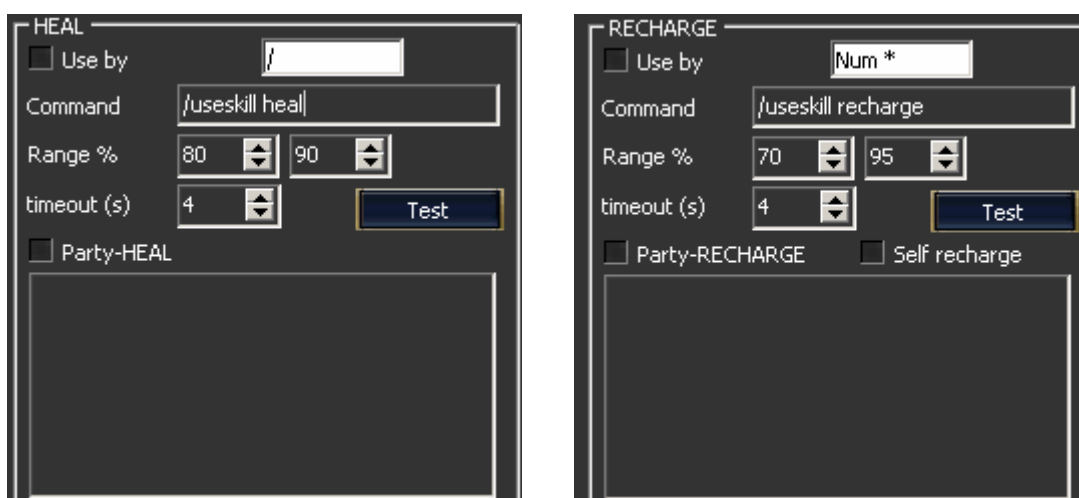 HEAL
Use by /
Command /useskill heal
Range % 80 90
timeout (s) 4 Test
Party-HEAL
RECHARGE
Use by Num *
Command /useskill recharge
Range % 70 95
timeout (s) 4 Test
Party-RECHARGE Self recharge